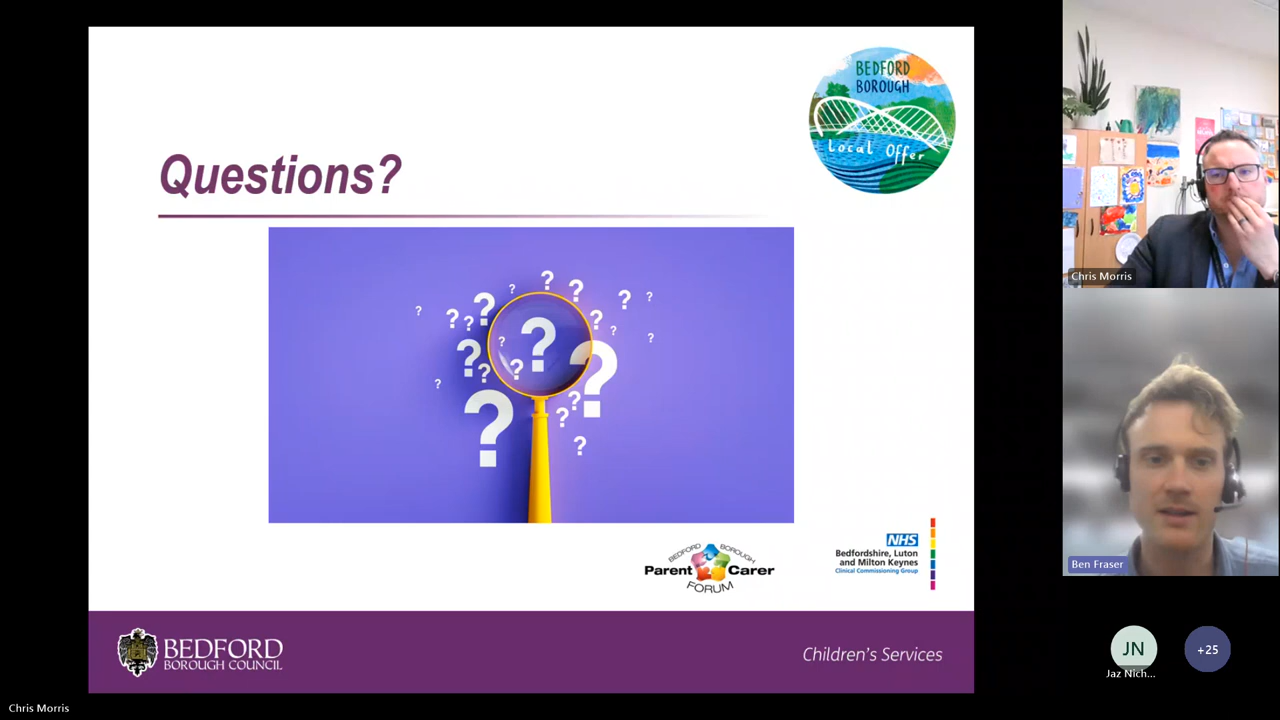 BEDFORD
BOROUGH
Local Offer
Questions?
? ? ? ? ? ? ? ? ? ? ? ? ? ? ? ? ? ? ? ? ? ? ?
BEDFORD BOROUGH
Parent Carer
FORUM
NHS
Bedfordshire, Luton
and Milton Keynes
Clinical Commissioning Group
BEDFORD
BOROUGH COUNCIL
Children's Services
Chris Morris
Ben Fraser
JN
+25
Jaz Nich...
Chris Morris